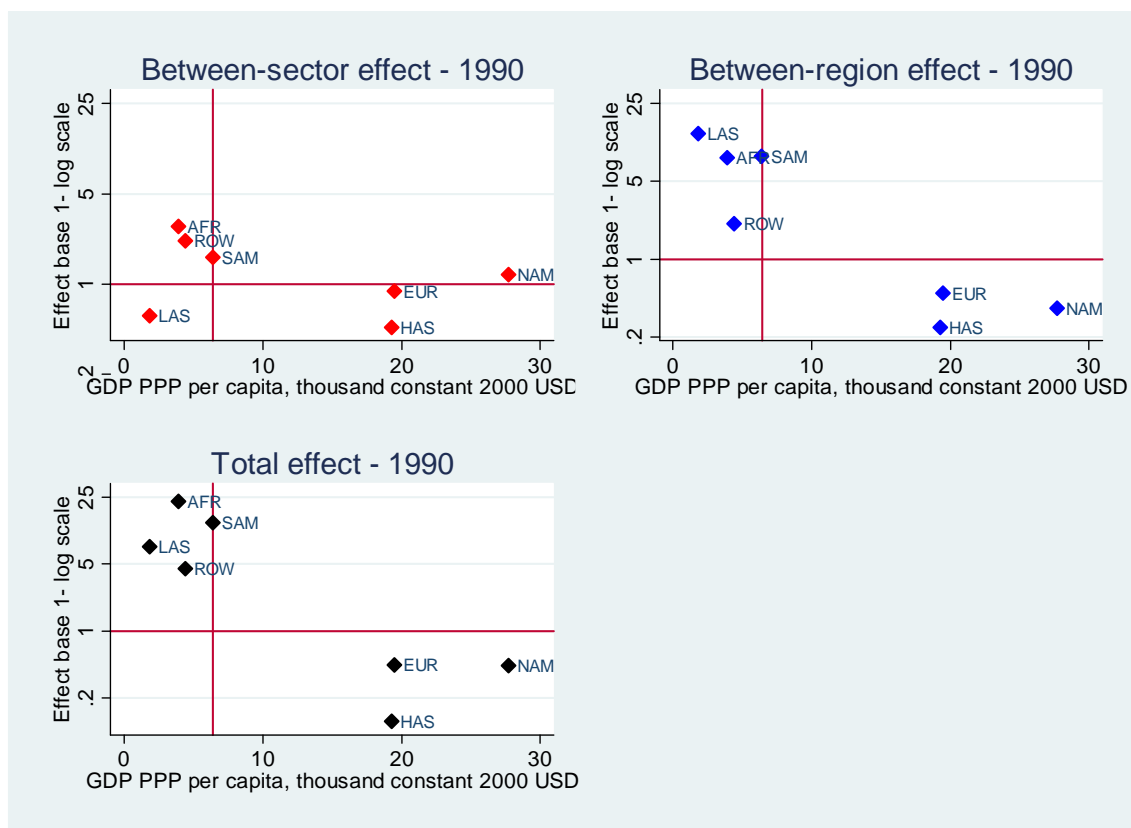 Between-sector effect - 1990
Effect base 1- log scale
25
5
1
.2
AFR
ROW
SAM
NAM
EUR
LAS
HAS
0 10 20 30
GDP PPP per capita, thousand constant 2000 USD
Between-region effect - 1990
Effect base 1- log scale
25
5
1
.2
LAS
AFR
SAM
ROW
EUR
NAM
HAS
0 10 20 30
GDP PPP per capita, thousand constant 2000 USD
Total effect - 1990
Effect base 1- log scale
25
5
1
.2
AFR
SAM
LAS
ROW
EUR
NAM
HAS
0 10 20 30
GDP PPP per capita, thousand constant 2000 USD